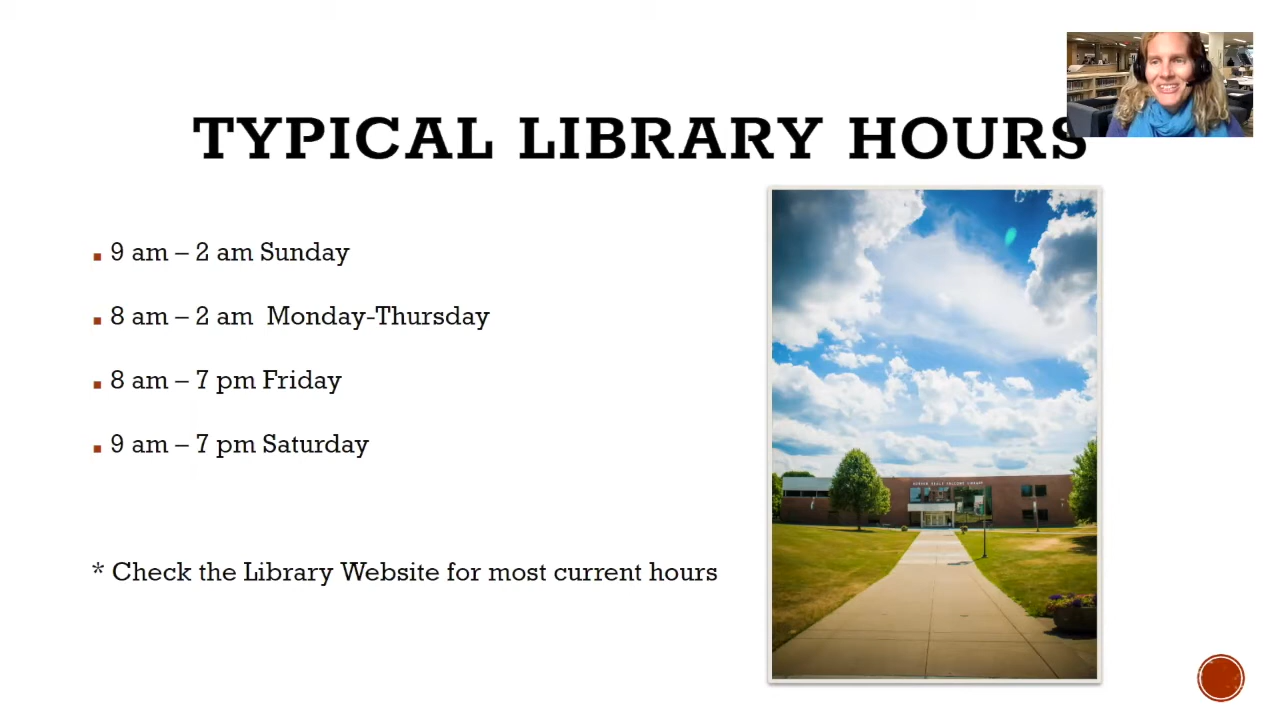 TYPICAL LIBRARY HOURS
▪ 9 am – 2 am Sunday
▪ 8 am – 2 am  Monday-Thursday
▪ 8 am – 7 pm Friday
▪ 9 am – 7 pm Saturday
* Check the Library Website for most current hours